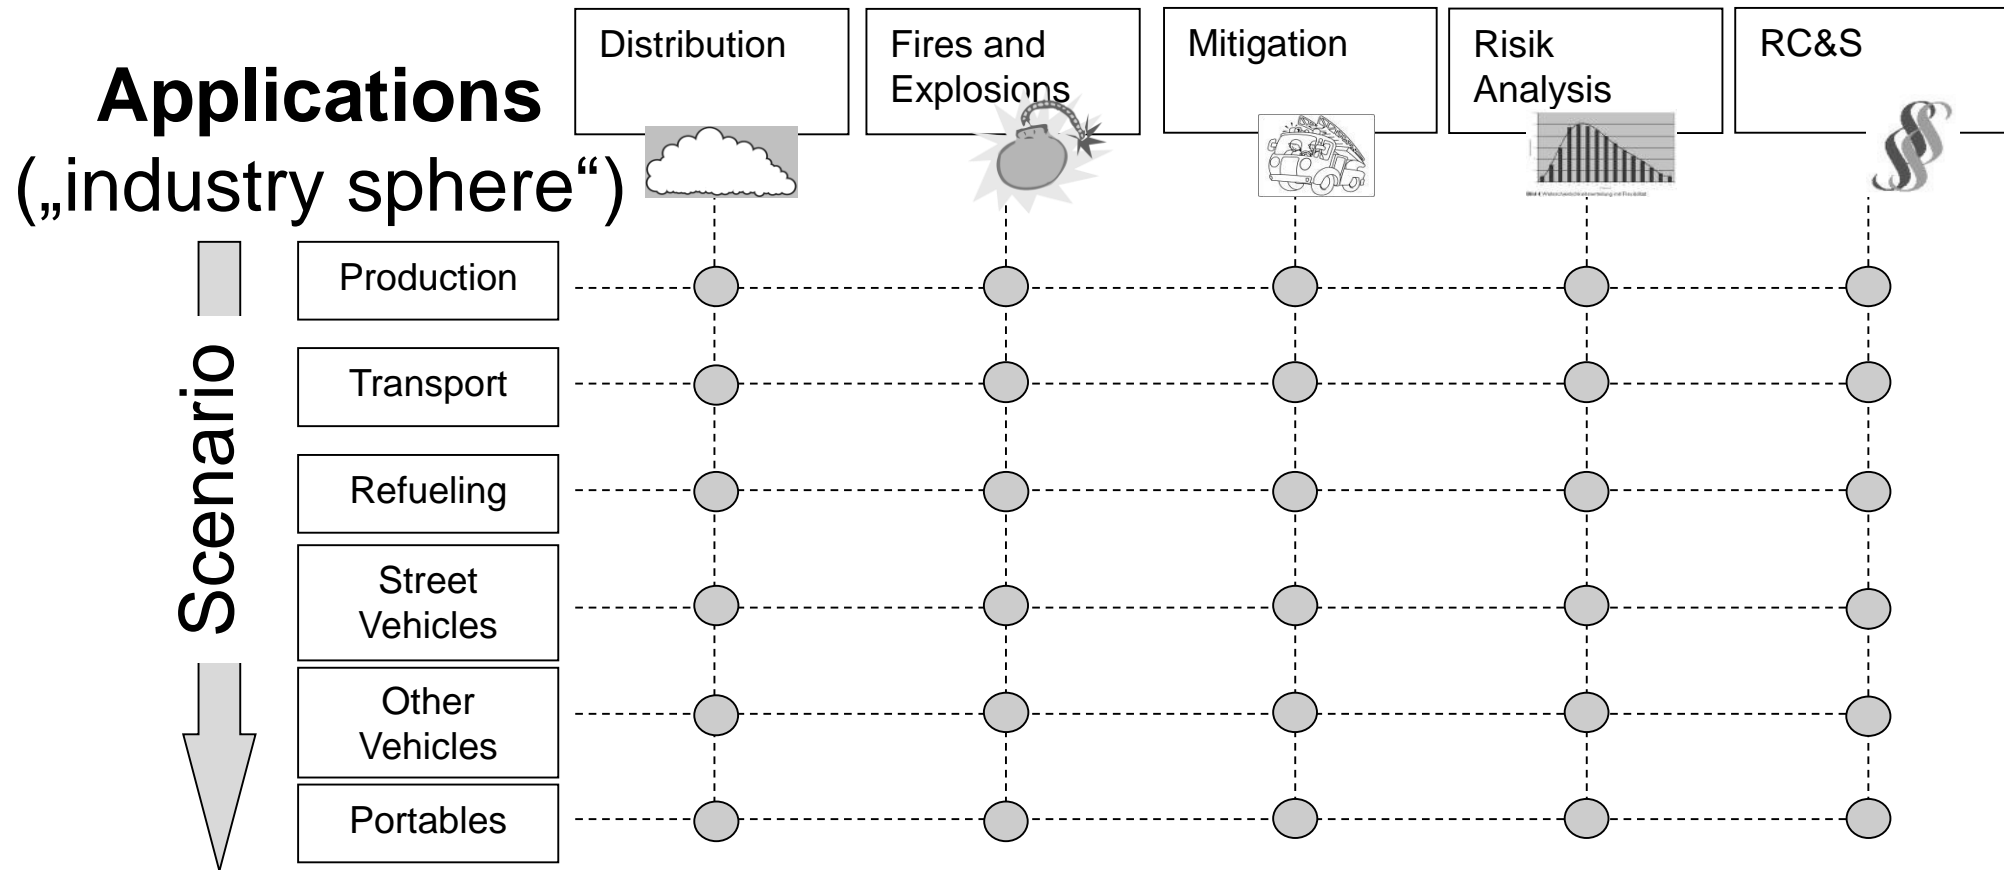 Distribution
Fires and
Explosions
Mitigation
Risik
Analysis
RC&S
Applications
(„industry sphere“)
Scenario
Production
Transport
Refueling
Street
Vehicles
Other
Vehicles
Portables